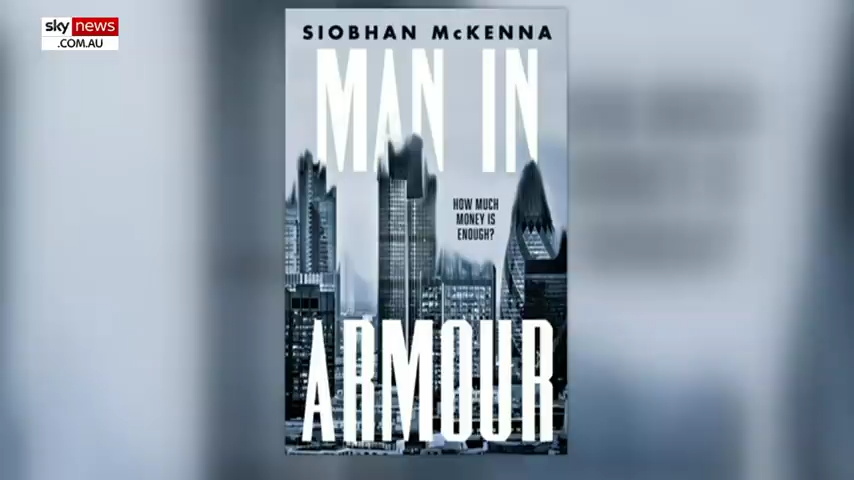 sky news
.COM.AU
SIOBHAN McKENNA
MAN IN
HOW MUCH
MONEY IS
ENOUGH?
ARMOUR